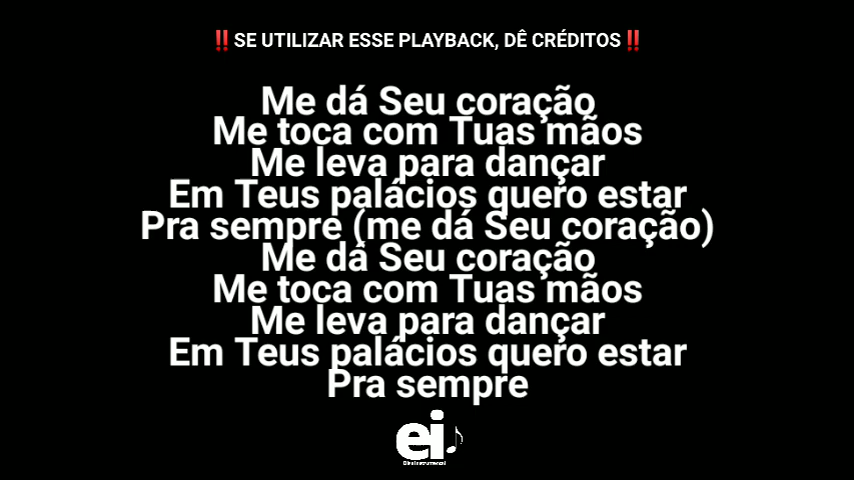 ‼️SE UTILIZAR ESSE PLAYBACK, DÊ CRÉDITOS‼️
Me dá Seu coração
Me toca com Tuas mãos
Me leva para dançar
Em Teus palácios quero estar
Pra sempre (me dá Seu coração)
Me dá Seu coração
Me toca com Tuas mãos
Me leva para dançar
Em Teus palácios quero estar
Pra sempre
ei